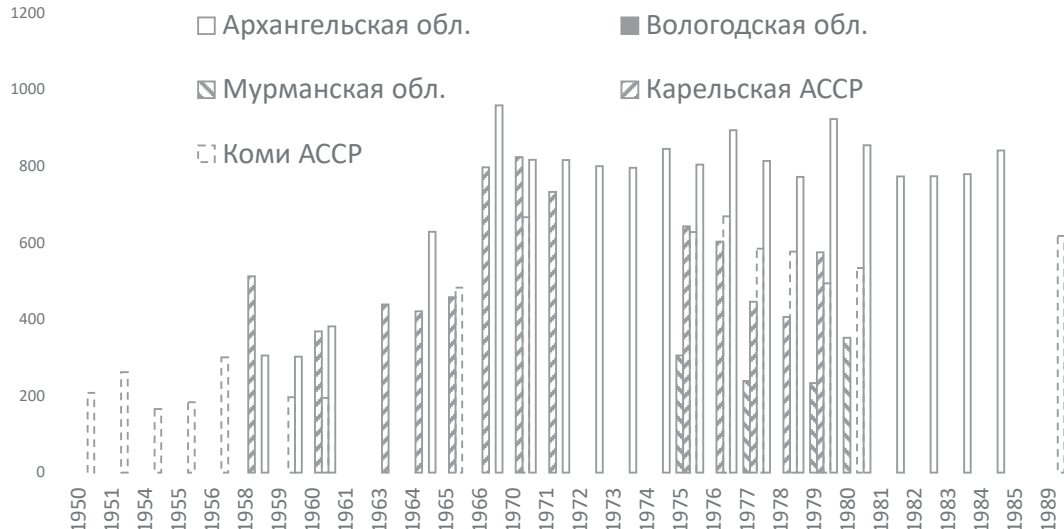 1200
Архангельская обл. Вологодская обл.
1000
Мурманская обл. Карельская АССР
Коми АССР
800
600
400
200
0
1950 1951 1954 1955 1956 1958 1959 1960 1961 1963 1964 1965 1966 1970 1971 1972 1973 1974 1975 1976 1977 1978 1979 1980 1981 1982 1983 1984 1985 1989